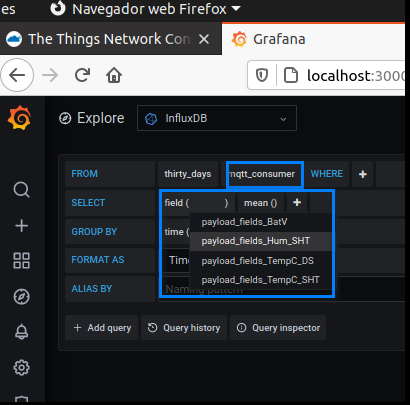 es Navegador web Firefox
The Things Network Con Grafana
localhost:3000
Explore InfluxDB
FROM thirty_days mqtt_consumer WHERE +
SELECT field ( ) mean () +
payload_fields_BatV
GROUP BY time (
payload_fields_Hum_SHT
FORMAT AS Time
payload_fields_TempC_DS
payload_fields_TempC_SHT
ALIAS BY Naming pattern
+ Add query Query history Query inspector